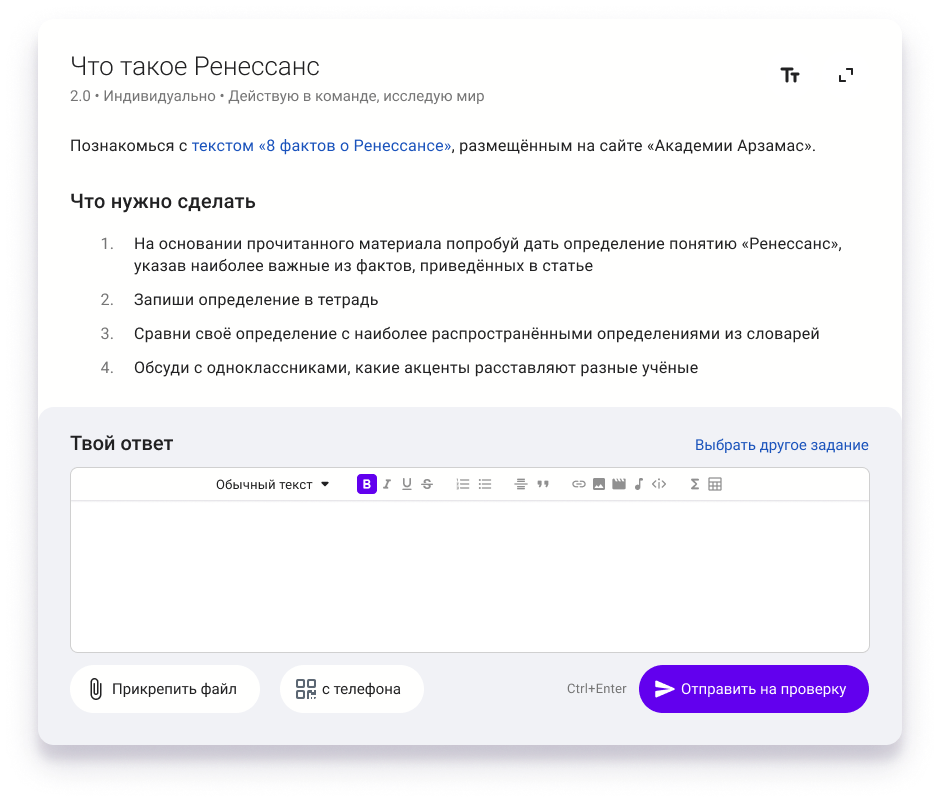 Что такое Ренессанс
2.0 • Индивидуально • Действую в команде, исследую мир
Познакомься с текстом «8 фактов о Ренессансе», размещённым на сайте «Академии Арзамас».
Что нужно сделать
1. На основании прочитанного материала попробуй дать определение понятию «Ренессанс»,
указав наиболее важные из фактов, приведённых в статье
2. Запиши определение в тетрадь
3. Сравни своё определение с наиболее распространёнными определениями из словарей
4. Обсуди с одноклассниками, какие акценты расставляют разные учёные
Твой ответ
Выбрать другое задание
Обычный текст
Прикрепить файл
с телефона
Ctrl+Enter
Отправить на проверку